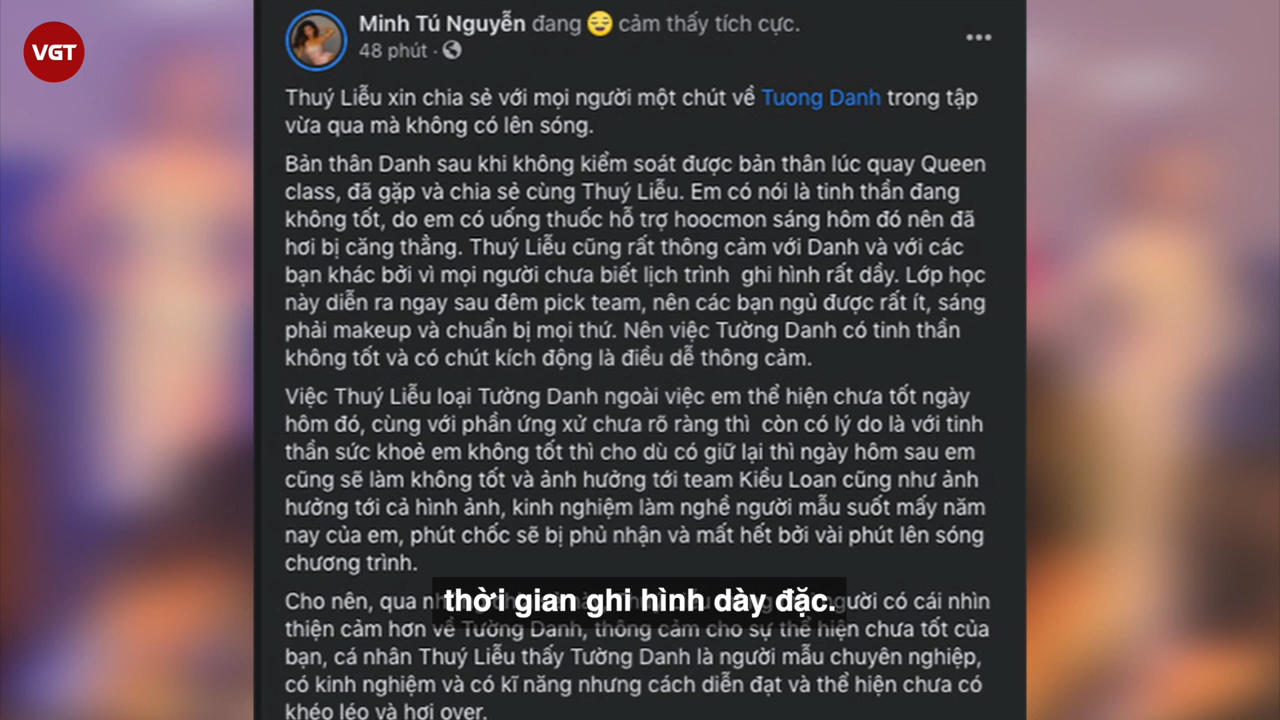 VGT
Minh Tú Nguyễn đang 😌 cảm thấy tích cực.
48 phút ·
Thuý Liễu xin chia sẻ với mọi người một chút về Tuong Danh trong tập
vừa qua mà không có lên sóng.
Bản thân Danh sau khi không kiểm soát được bản thân lúc quay Queen
class, đã gặp và chia sẻ cùng Thuý Liễu. Em có nói là tinh thần đang
không tốt, do em có uống thuốc hỗ trợ hoocmon sáng hôm đó nên đã
hơi bị căng thẳng. Thuý Liễu cũng rất thông cảm với Danh và với các
bạn khác bởi vì mọi người chưa biết lịch trình ghi hình rất dầy. Lớp học
này diễn ra ngay sau đêm pick team, nên các bạn ngủ được rất ít, sáng
phải makeup và chuẩn bị mọi thứ. Nên việc Tường Danh có tinh thần
không tốt và có chút kích động là điều dễ thông cảm.
Việc Thuý Liễu loại Tường Danh ngoài việc em thể hiện chưa tốt ngày
hôm đó, cùng với phần ứng xử chưa rõ ràng thì còn có lý do là với tinh
thần sức khoẻ em không tốt thì cho dù có giữ lại thì ngày hôm sau em
cũng sẽ làm không tốt và ảnh hưởng tới team Kiều Loan cũng như ảnh
hưởng tới cả hình ảnh, kinh nghiệm làm nghề người mẫu suốt mấy năm
nay của em, phút chốc sẽ bị phủ nhận và mất hết bởi vài phút lên sóng
chương trình.
Cho nên, qua người có cái nhìn
thời gian ghi hình dày đặc.
thiện cảm hơn về Tường Danh, thông cảm cho sự thể hiện chưa tốt của
bạn, cá nhân Thuý Liễu thấy Tường Danh là người mẫu chuyên nghiệp,
có kinh nghiệm và có kĩ năng nhưng cách diễn đạt và thể hiện chưa có
khéo léo và hơi over.